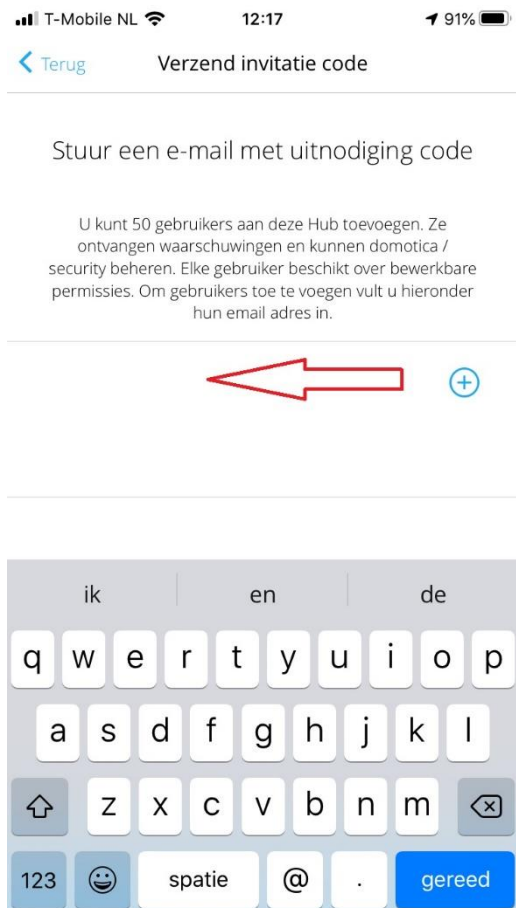 T-Mobile NL 12:17 91%
Terug Verzend invitatie code
Stuur een e-mail met uitnodiging code
U kunt 50 gebruikers aan deze Hub toevoegen. Ze
ontvangen waarschuwingen en kunnen domotica /
security beheren. Elke gebruiker beschikt over bewerkbare
permissies. Om gebruikers toe te voegen vult u hieronder
hun email adres in.
ik en de
q w e r t y u i o p
a s d f g h j k l
z x c v b n m
123 spatie @ . gereed